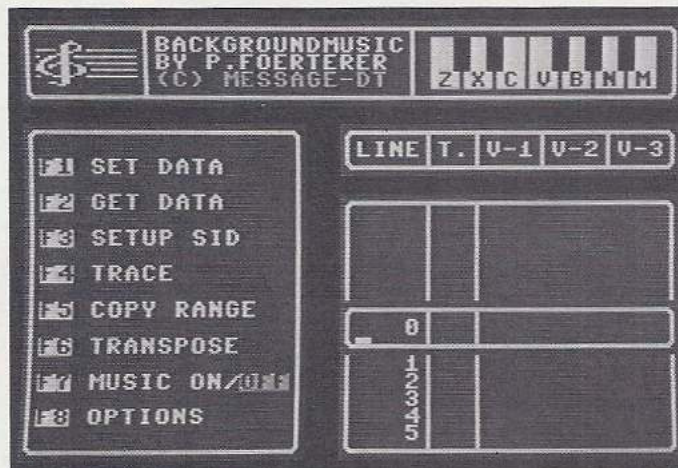 BACKGROUNDMUSIC
BY P.FOERTERER
(C) MESSAGE-DT
Z X C V B N M
F1 SET DATA
F2 GET DATA
F3 SETUP SID
F4 TRACE
F5 COPY RANGE
F6 TRANSPOSE
F7 MUSIC ON/OFF
F8 OPTIONS
LINE T. V-1 V-2 V-3
0
1
2
3
4
5